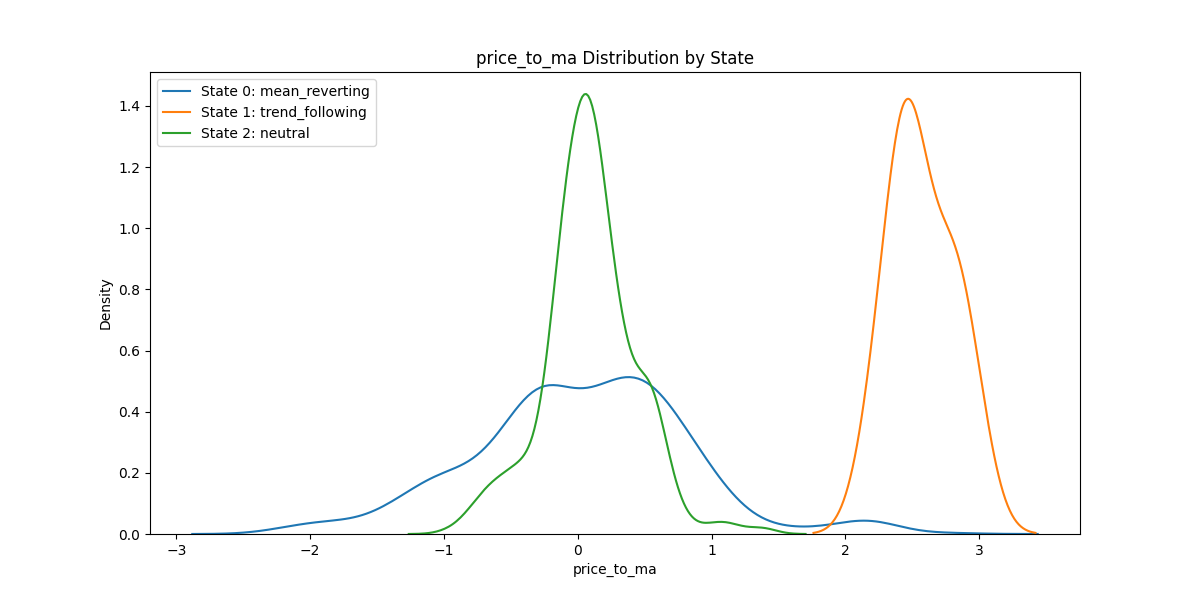 price_to_ma Distribution by State
State 0: mean_reverting
State 1: trend_following
State 2: neutral
Density
1.4
1.2
1.0
0.8
0.6
0.4
0.2
0.0
−3
−2
−1
0
1
2
3
price_to_ma